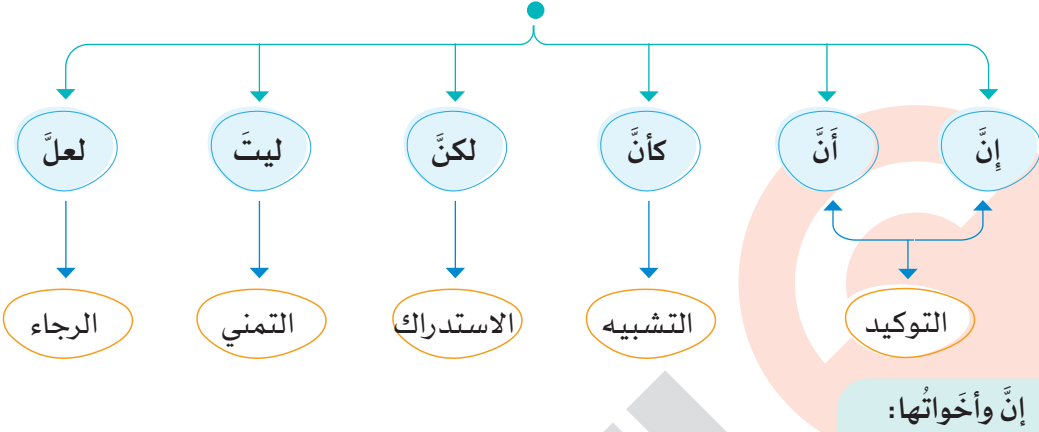 إِنَّ أَنَّ كأنَّ لكنَّ ليتَ لعلَّ
التوكيد التشبيه الاستدراك التمني الرجاء
إنَّ وأخَواتُها: